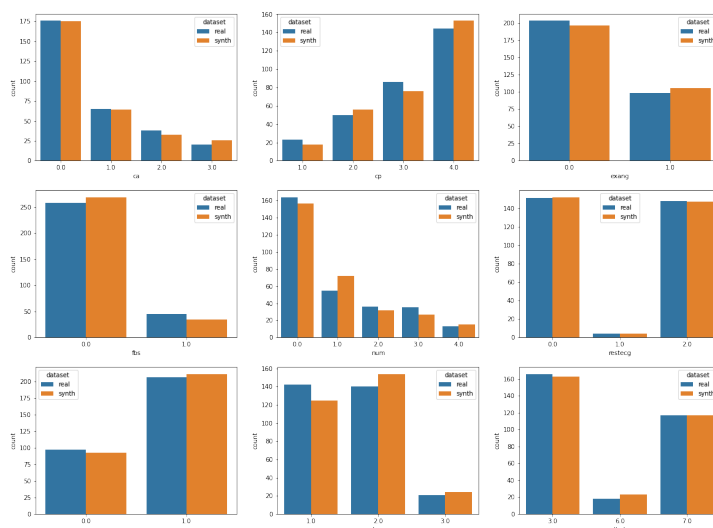 175
150
125
100
75
50
25
0
count
0.0 1.0 2.0 3.0
ca
dataset
real
synth
160
140
120
100
80
60
40
20
0
count
1.0 2.0 3.0 4.0
cp
dataset
real
synth
200
175
150
125
100
75
50
25
0
count
0.0 1.0
exang
dataset
real
synth
250
200
150
100
50
0
count
0.0 1.0
fbs
dataset
real
synth
160
140
120
100
80
60
40
20
0
count
0.0 1.0 2.0 3.0 4.0
num
dataset
real
synth
140
120
100
80
60
40
20
0
count
0.0 1.0 2.0
restecg
dataset
real
synth
200
175
150
125
100
75
50
25
0
count
0.0 1.0
dataset
real
synth
160
140
120
100
80
60
40
20
0
count
1.0 2.0 3.0
dataset
real
synth
160
140
120
100
80
60
40
20
0
count
3.0 6.0 7.0
dataset
real
synth